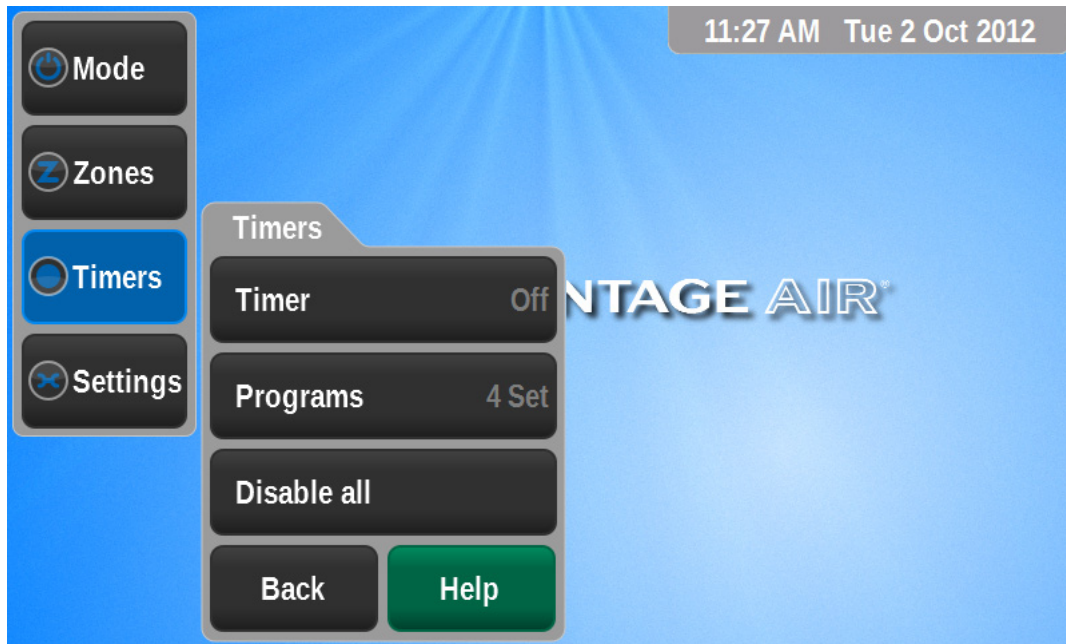 11:27 AM Tue 2 Oct 2012
Mode
Zones
Timers
Settings
Timers
Timer Off
Programs 4 Set
Disable all
Back Help
NTAGE AIR®